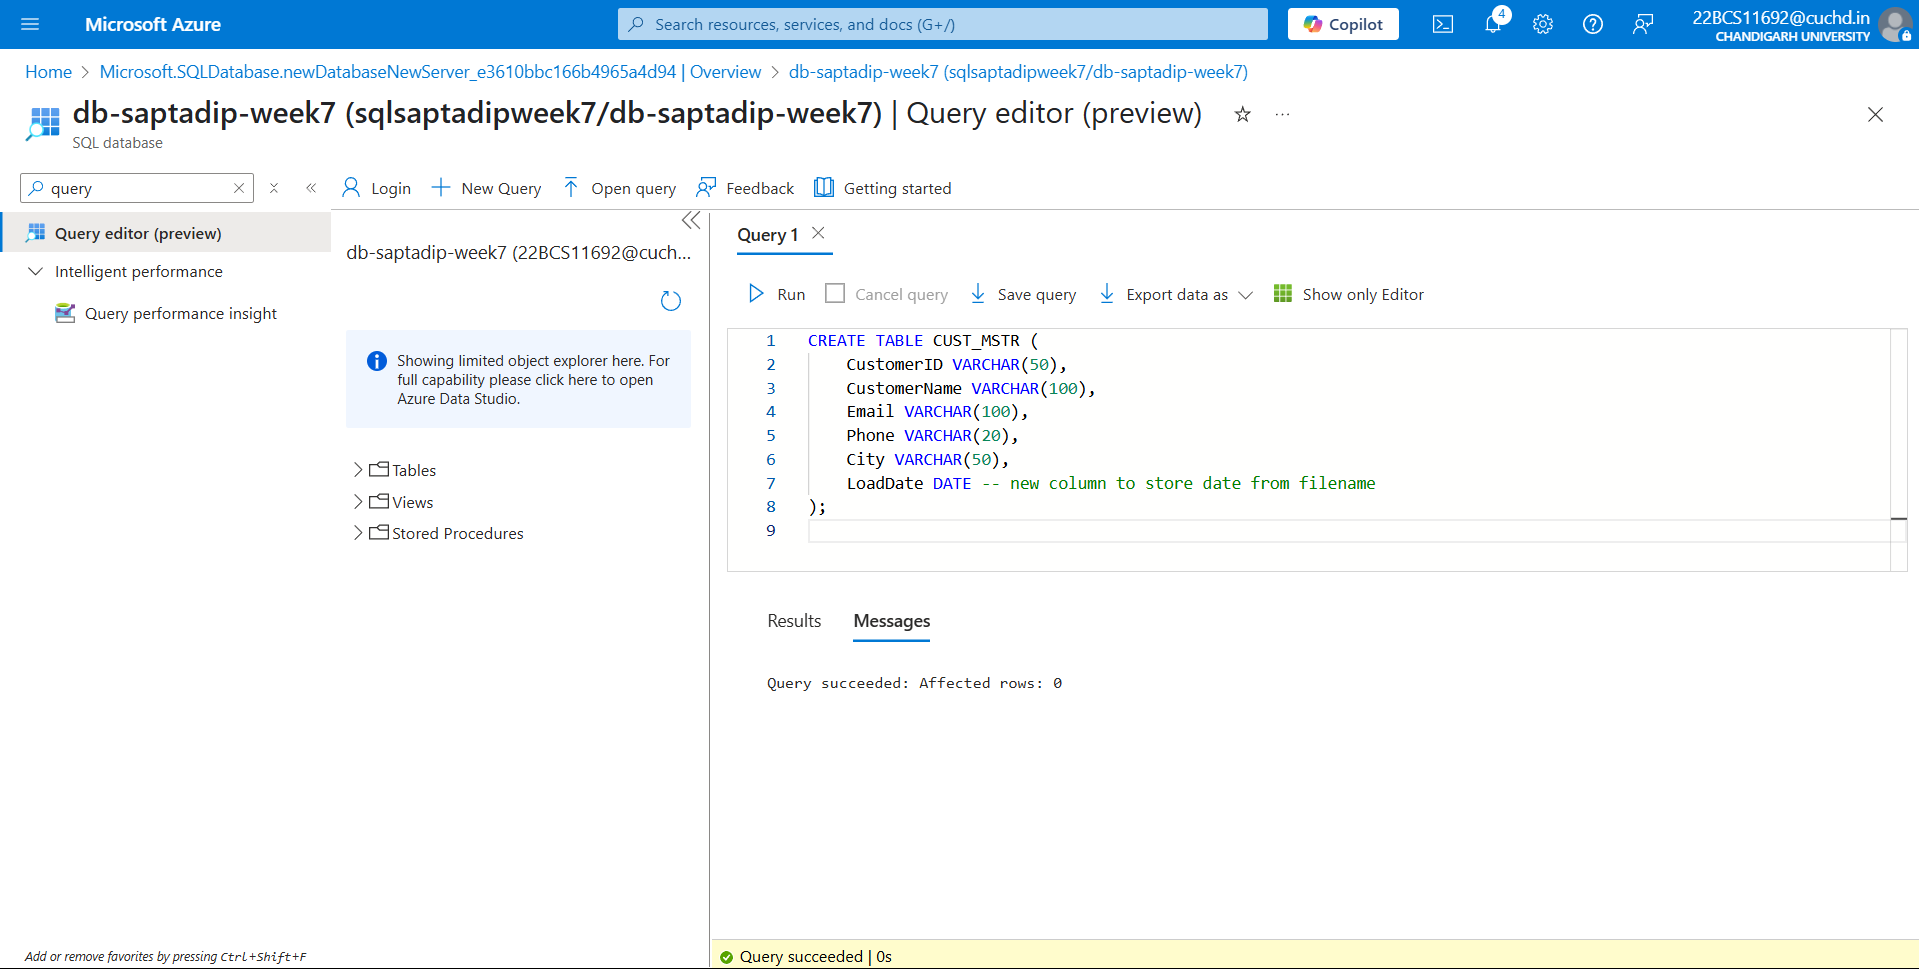 Microsoft Azure
Search resources, services, and docs (G+/)
Copilot
4
22BCS11692@cuchd.in
CHANDIGARH UNIVERSITY
Home > Microsoft.SQLDatabase.newDatabaseNewServer_e3610bbc166b4965a4d94 | Overview > db-saptadip-week7 (sqlsaptadipweek7/db-saptadip-week7)
db-saptadip-week7 (sqlsaptadipweek7/db-saptadip-week7) | Query editor (preview)
SQL database
query
Login
New Query
Open query
Feedback
Getting started
Query editor (preview)
Intelligent performance
Query performance insight
db-saptadip-week7 (22BCS11692@cuch...
Showing limited object explorer here. For
full capability please click here to open
Azure Data Studio.
Tables
Views
Stored Procedures
Query 1
Run
Cancel query
Save query
Export data as
Show only Editor
1 CREATE TABLE CUST_MSTR (
2 CustomerID VARCHAR(50),
3 CustomerName VARCHAR(100),
4 Email VARCHAR(100),
5 Phone VARCHAR(20),
6 City VARCHAR(50),
7 LoadDate DATE -- new column to store date from filename
8 );
9
Results
Messages
Query succeeded: Affected rows: 0
Add or remove favorites by pressing Ctrl+Shift+F
Query succeeded | 0s